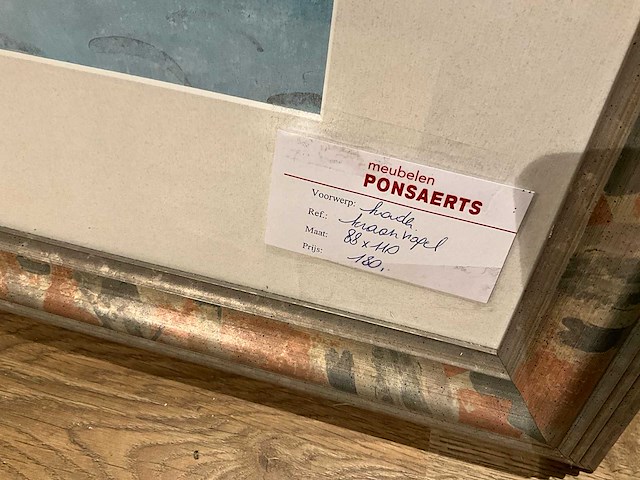 meubelen
PONSAERTS
Voorwerp: kader
Ref.: kraanvogel
Maat: 88 x 110
Prijs: 180,-